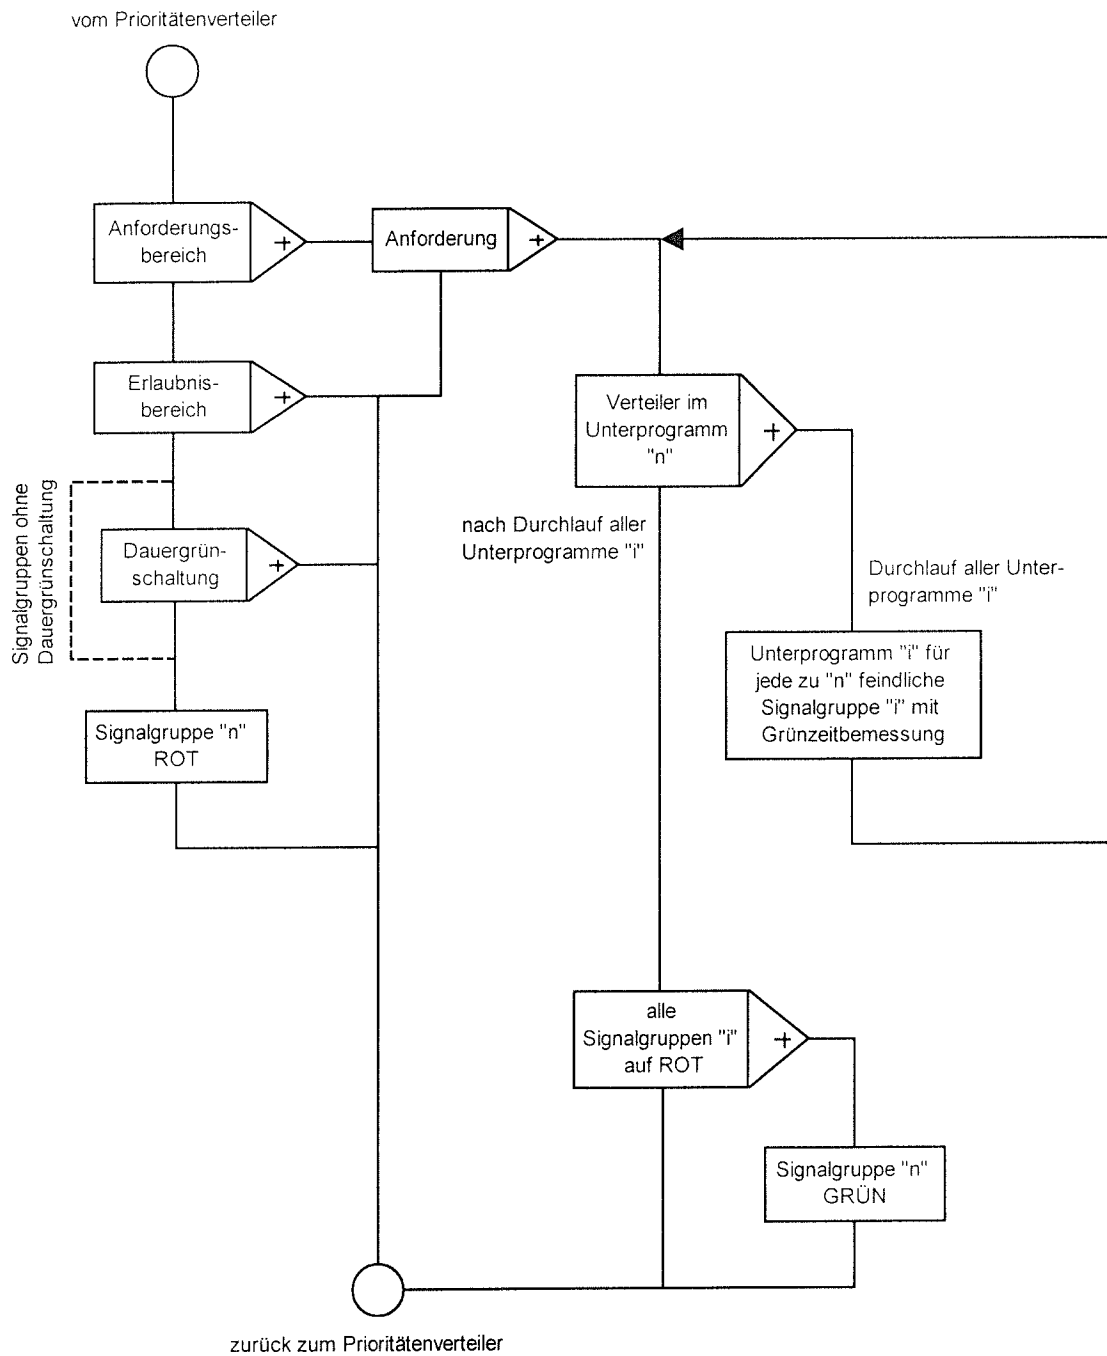 vom Prioritätenverteiler
Anforderungs-
bereich
+
Anforderung
+
Erlaubnis-
bereich
+
Verteiler im
Unterprogramm
"n"
+
Signalgruppen ohne
Dauergrünschaltung
Dauergrün-
schaltung
+
nach Durchlauf aller
Unterprogramme "i"
Durchlauf aller Unter-
programme "i"
Unterprogramm "i" für
jede zu "n" feindliche
Signalgruppe "i" mit
Grünzeitbemessung
Signalgruppe "n"
ROT
alle
Signalgruppen "i"
auf ROT
+
Signalgruppe "n"
GRÜN
zurück zum Prioritätenverteiler